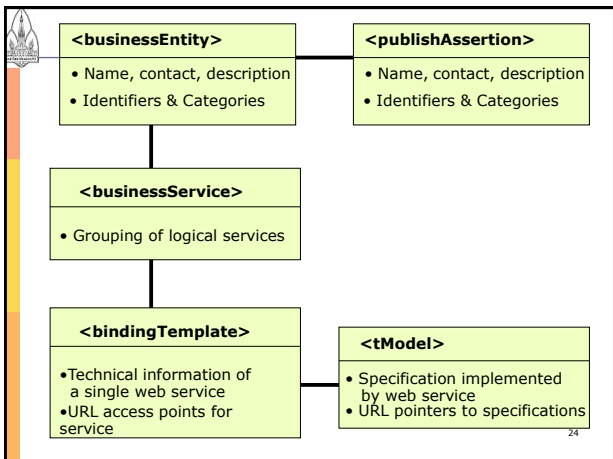 <businessEntity>
• Name, contact, description
• Identifiers & Categories
<publishAssertion>
• Name, contact, description
• Identifiers & Categories
<businessService>
• Grouping of logical services
<bindingTemplate>
•Technical information of
a single web service
•URL access points for
service
<tModel>
• Specification implemented
by web service
• URL pointers to specifications
24